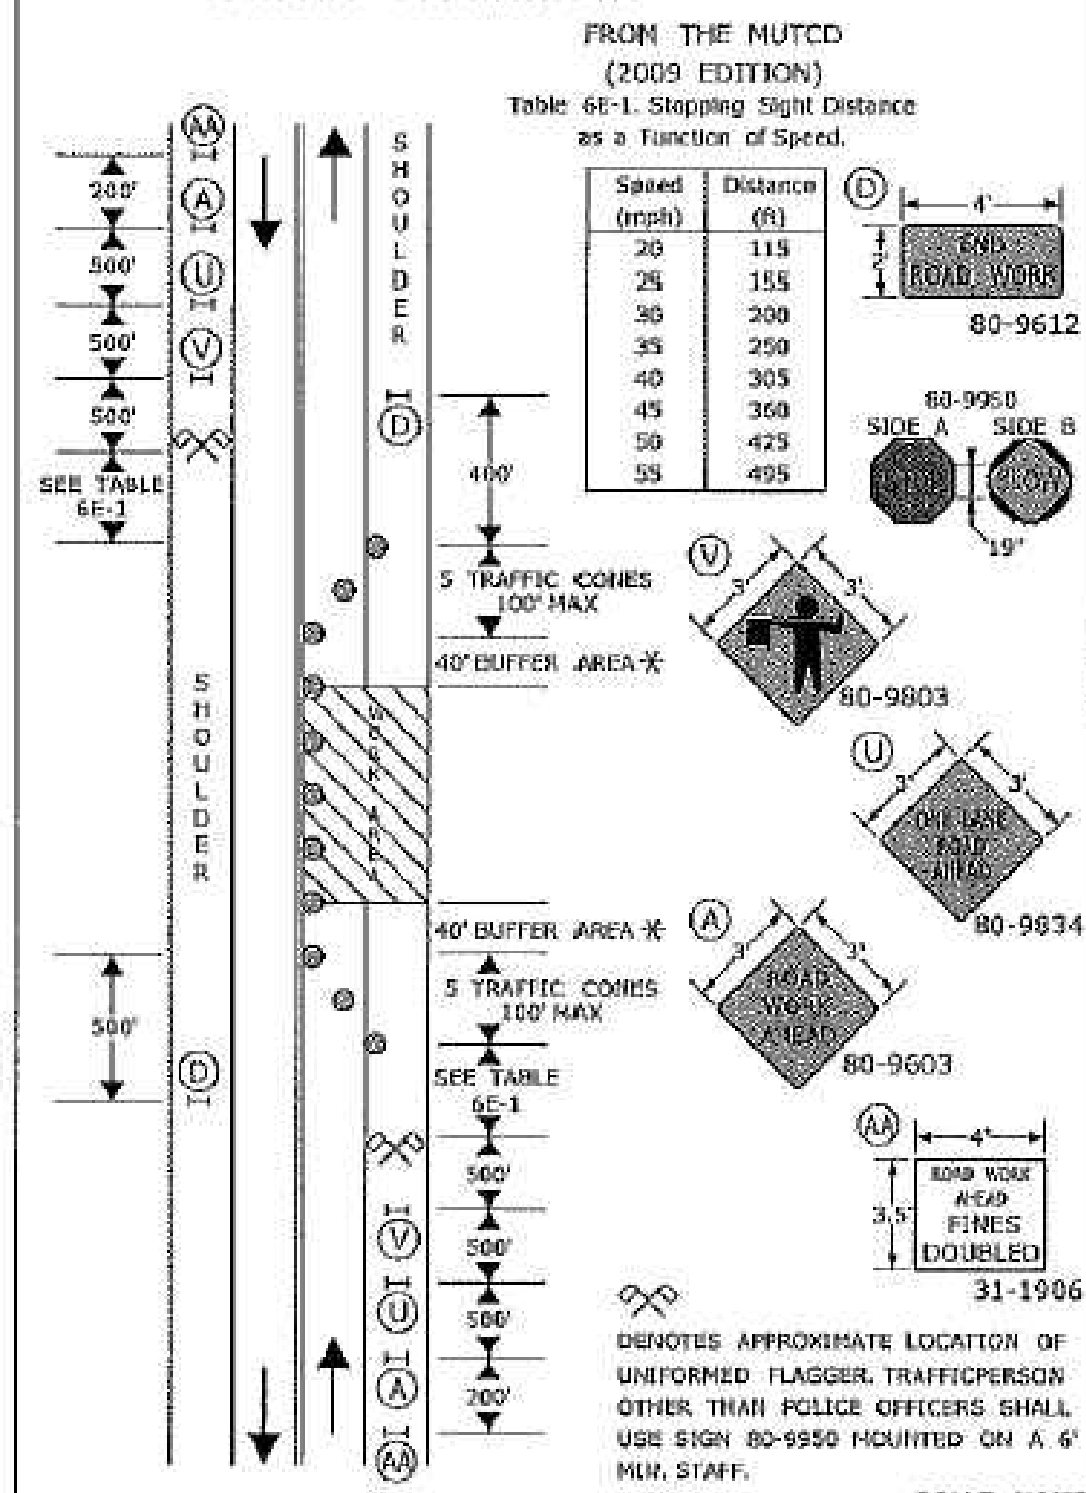 FROM THE MUTCD
(2009 EDITION)
Table 6E-1. Stopping Sight Distance
as a Function of Speed.
Speed (mph) Distance (ft)
20 115
25 155
30 200
35 250
40 305
45 360
50 425
55 495
D
4'
2'
END
ROAD WORK
80-9612
80-9950
SIDE A SIDE B
STOP SLOW
19"
V
3' 3'
80-9803
U
3' 3'
ONE LANE
ROAD
AHEAD
80-9834
A
3' 3'
ROAD
WORK
AHEAD
80-9603
AA
4'
3.5'
ROAD WORK
AHEAD
FINES
DOUBLED
31-1906
DENOTES APPROXIMATE LOCATION OF
UNIFORMED FLAGGER. TRAFFICPERSON
OTHER THAN POLICE OFFICERS SHALL
USE SIGN 80-9950 MOUNTED ON A 6'
MIN. STAFF.
AA
200'
A
500'
U
500'
V
500'
SEE TABLE
6E-1
SHOULDER
500'
D
SHOULDER
D
400'
5 TRAFFIC CONES
100' MAX
40' BUFFER AREA *
WORK AREA
40' BUFFER AREA *
5 TRAFFIC CONES
100' MAX
SEE TABLE
6E-1
500'
V
500'
U
500'
A
200'
AA